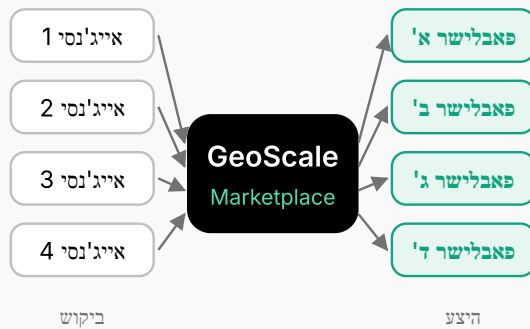 אייג'נסי 1
אייג'נסי 2
אייג'נסי 3
אייג'נסי 4
ביקוש
GeoScale
Marketplace
פאבלישר א'
פאבלישר ב'
פאבלישר ג'
פאבלישר ד'
היצע